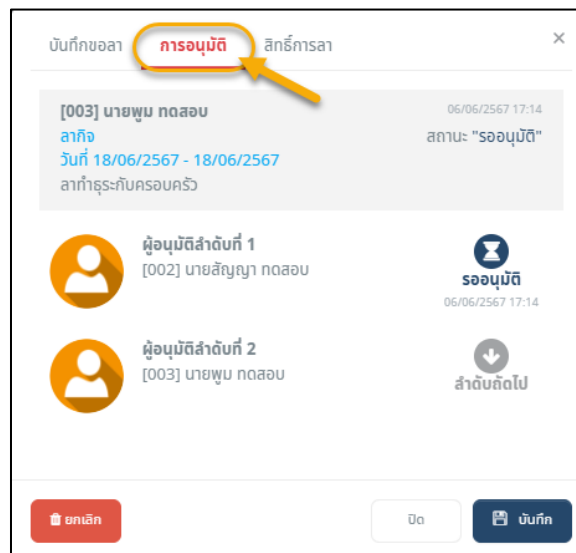 บันทึกขอลา การอนุมัติ สิทธิ์การลา ×
[003] นายพูม ทดสอบ 06/06/2567 17:14
ลากิจ สถานะ "รออนุมัติ"
วันที่ 18/06/2567 - 18/06/2567
ลาทำธุระกับครอบครัว
ผู้อนุมัติลำดับที่ 1
[002] นายสัญญา ทดสอบ
รออนุมัติ
06/06/2567 17:14
ผู้อนุมัติลำดับที่ 2
[003] นายพูม ทดสอบ
ลำดับถัดไป
ยกเลิก ปิด บันทึก